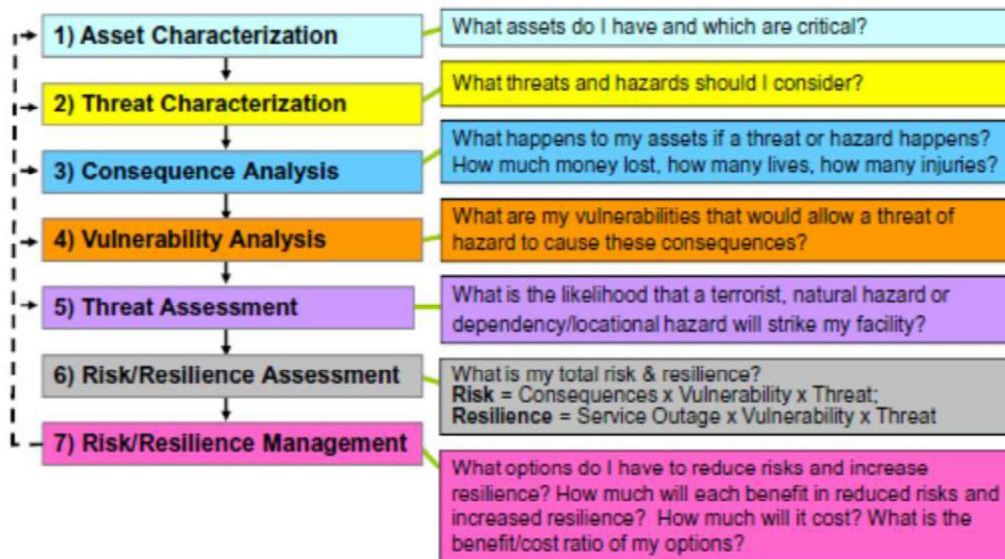 1) Asset Characterization
What assets do I have and which are critical?
2) Threat Characterization
What threats and hazards should I consider?
3) Consequence Analysis
What happens to my assets if a threat or hazard happens?
How much money lost, how many lives, how many injuries?
4) Vulnerability Analysis
What are my vulnerabilities that would allow a threat of
hazard to cause these consequences?
5) Threat Assessment
What is the likelihood that a terrorist, natural hazard or
dependency/locational hazard will strike my facility?
6) Risk/Resilience Assessment
What is my total risk & resilience?
Risk = Consequences x Vulnerability x Threat;
Resilience = Service Outage x Vulnerability x Threat
7) Risk/Resilience Management
What options do I have to reduce risks and increase
resilience? How much will each benefit in reduced risks and
increased resilience? How much will it cost? What is the
benefit/cost ratio of my options?